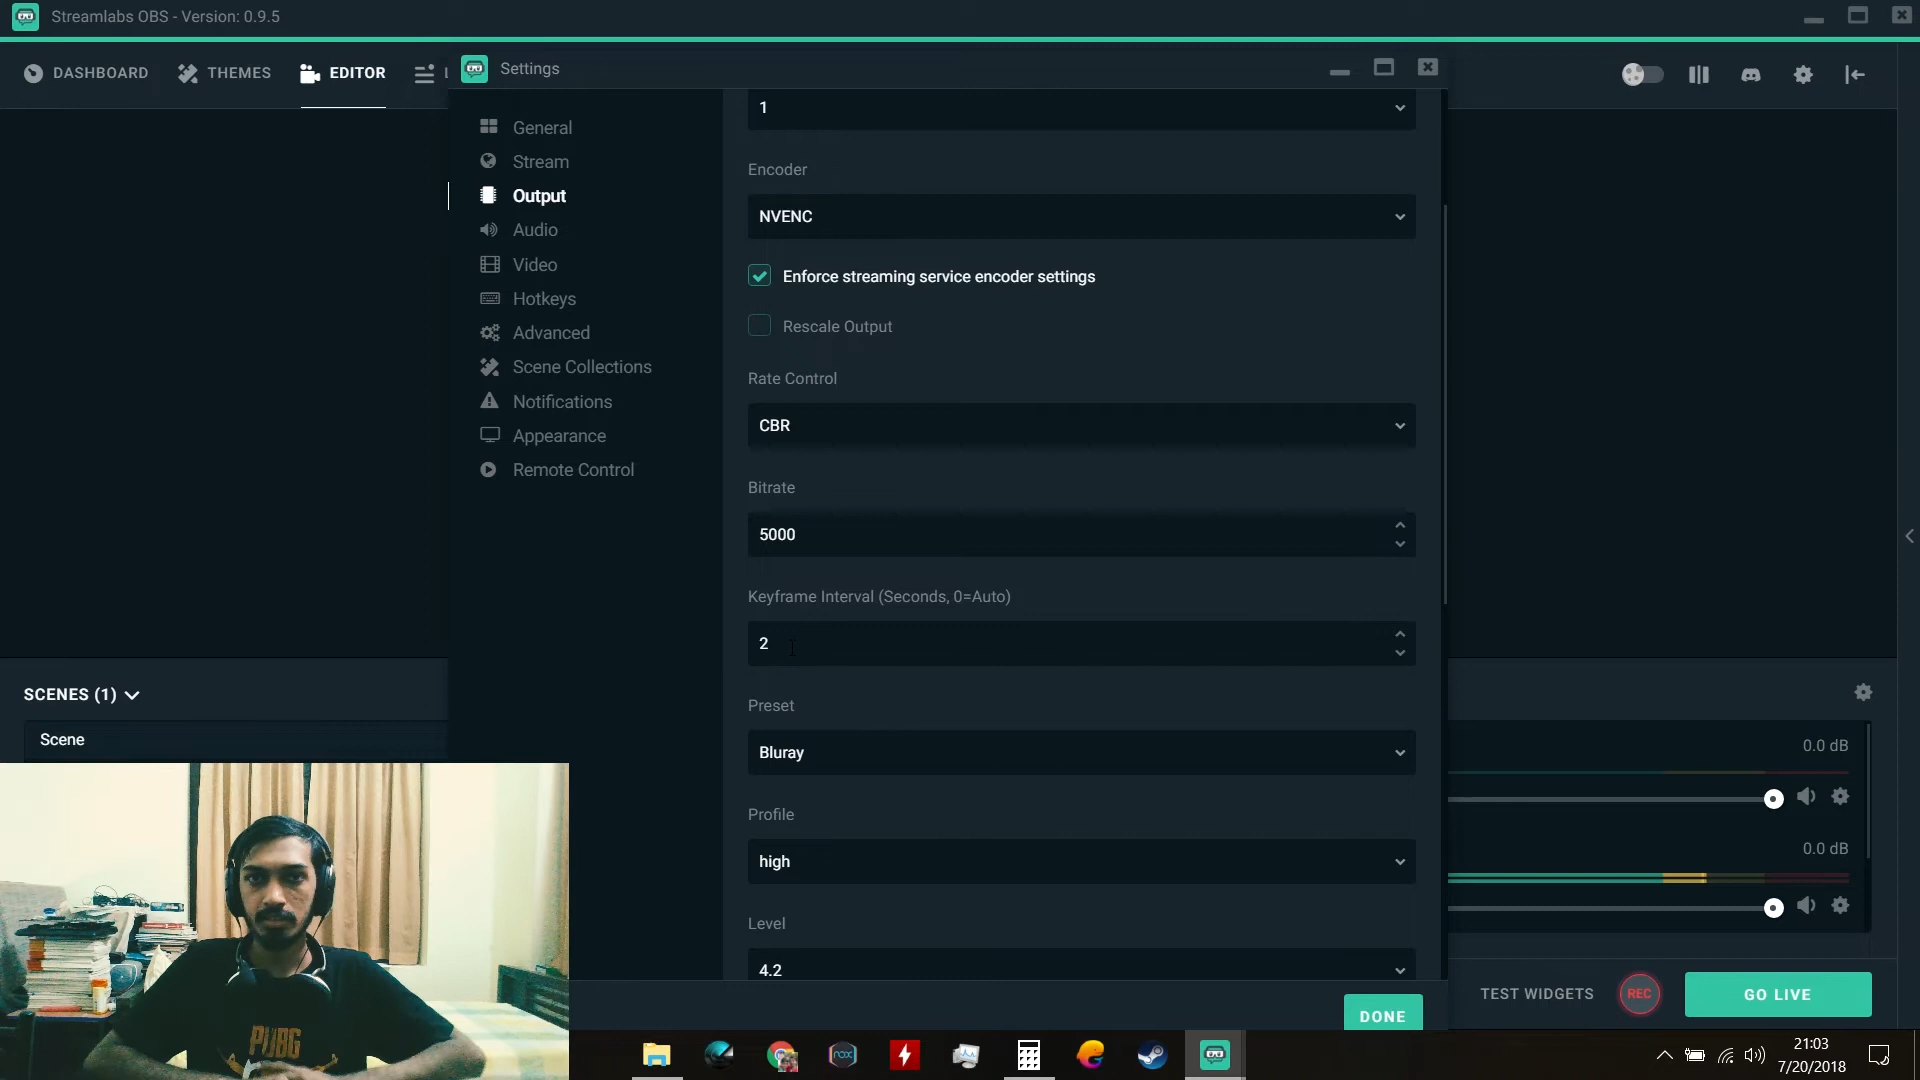 Streamlabs OBS - Version: 0.9.5
DASHBOARD
THEMES
EDITOR
Settings
General
Stream
Output
Audio
Video
Hotkeys
Advanced
Scene Collections
Notifications
Appearance
Remote Control
1
Encoder
NVENC
Enforce streaming service encoder settings
Rescale Output
Rate Control
CBR
Bitrate
5000
Keyframe Interval (Seconds, 0=Auto)
2
Preset
Bluray
Profile
high
Level
4.2
DONE
SCENES (1)
Scene
PUBG
0.0 dB
0.0 dB
TEST WIDGETS
REC
GO LIVE
nox
21:03
7/20/2018